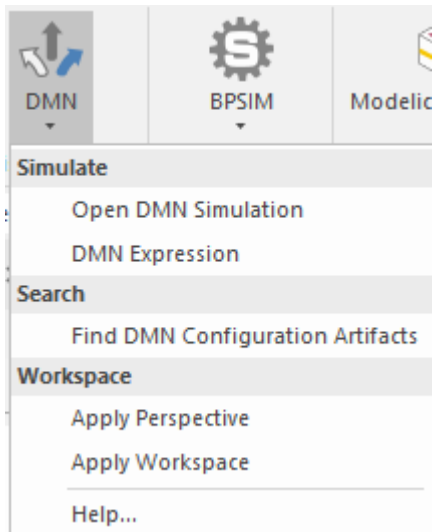 DMN
BPSIM
Modelic
Simulate
Open DMN Simulation
DMN Expression
Search
Find DMN Configuration Artifacts
Workspace
Apply Perspective
Apply Workspace
Help...